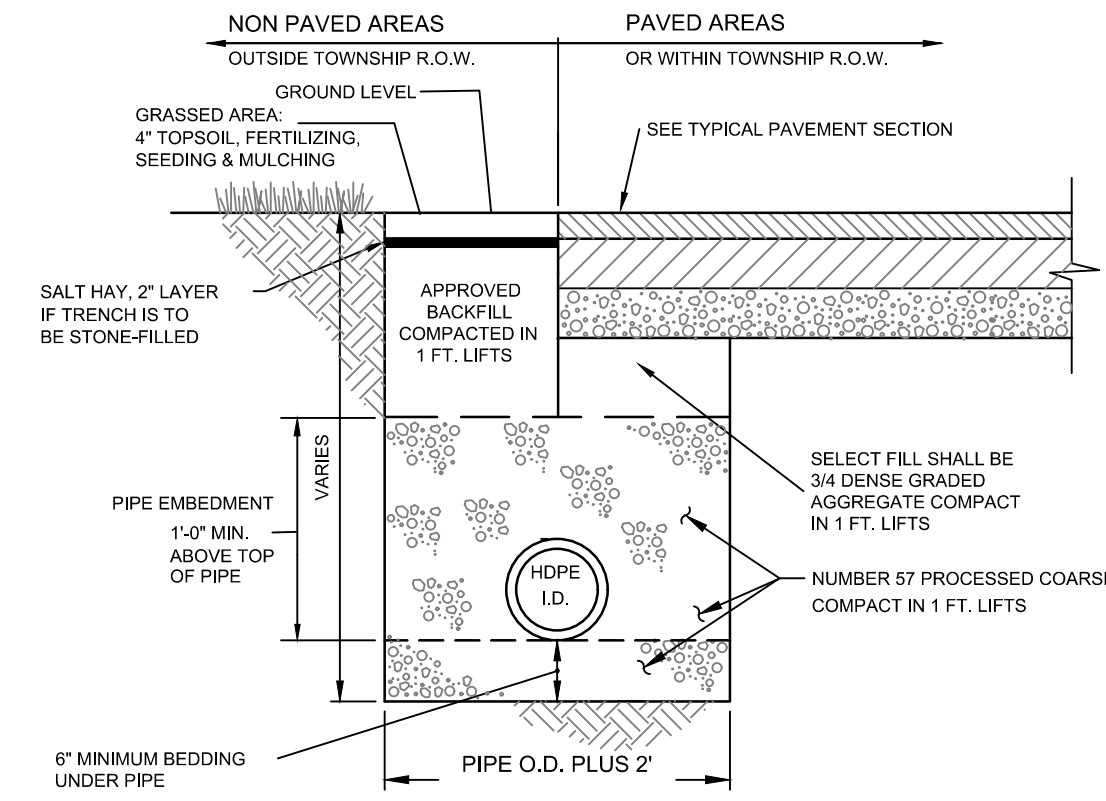 NON PAVED AREAS
PAVED AREAS
OUTSIDE TOWNSHIP R.O.W.
OR WITHIN TOWNSHIP R.O.W.
GROUND LEVEL
GRASSED AREA:
4" TOPSOIL, FERTILIZING,
SEEDING & MULCHING
SEE TYPICAL PAVEMENT SECTION
SALT HAY, 2" LAYER
IF TRENCH IS TO
BE STONE-FILLED
APPROVED
BACKFILL
COMPACTED IN
1 FT. LIFTS
VARIES
PIPE EMBEDMENT
1'-0" MIN.
ABOVE TOP
OF PIPE
SELECT FILL SHALL BE
3/4 DENSE GRADED
AGGREGATE COMPACT
IN 1 FT. LIFTS
HDPE
I.D.
NUMBER 57 PROCESSED
COMPACT IN 1 FT. LIFTS
6" MINIMUM BEDDING
UNDER PIPE
PIPE O.D. PLUS 2'